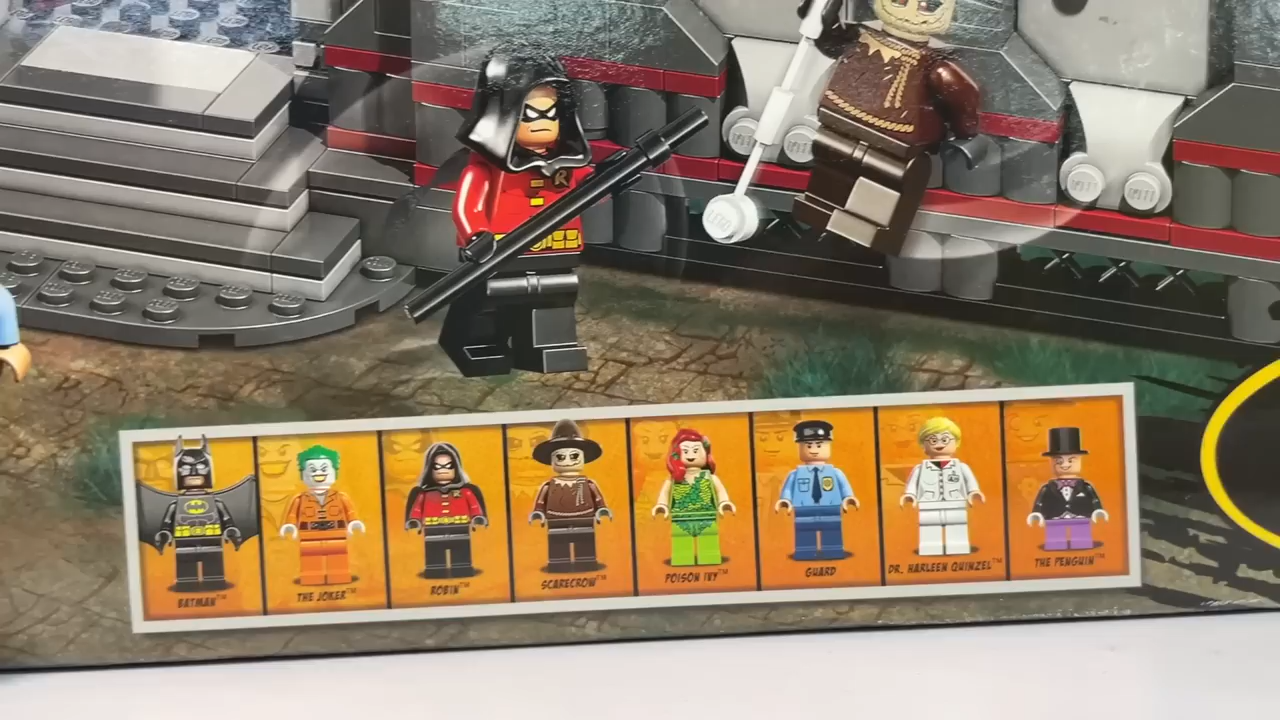 R
BATMAN™
THE JOKER™
ROBIN™
SCARECROW™
POISON IVY™
GUARD
DR. HARLEEN QUINZEL™
THE PENGUIN™